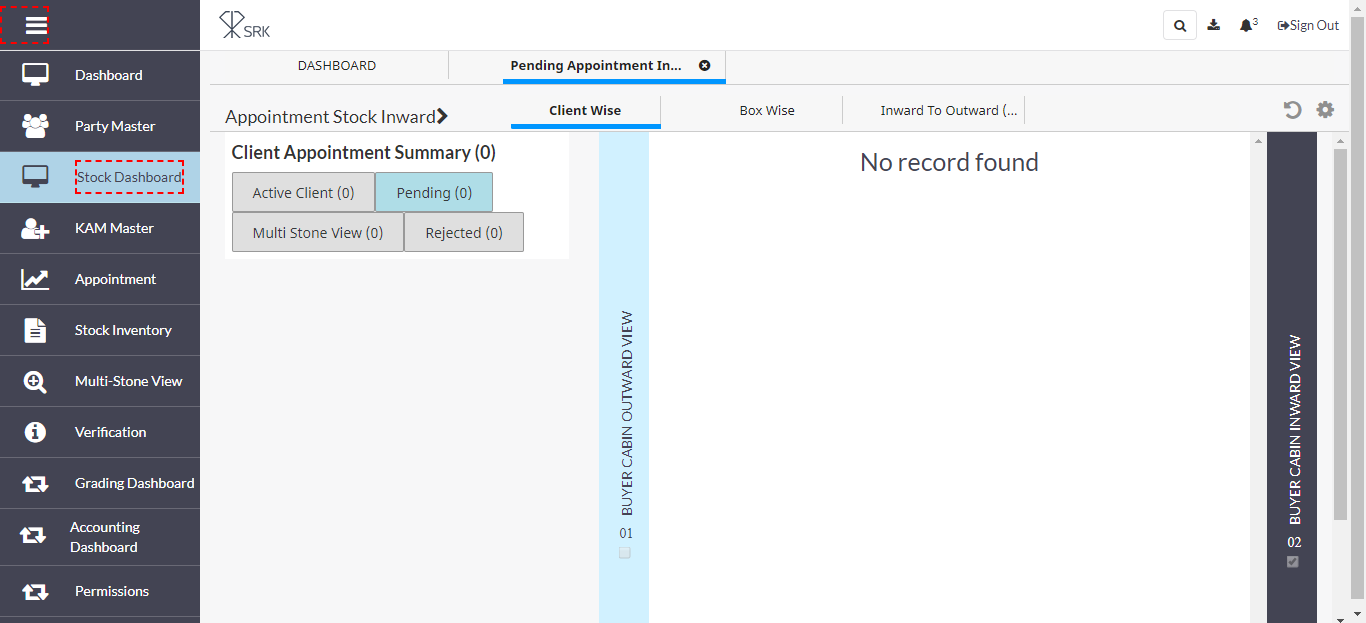 SRK
3
Sign Out
Dashboard
Party Master
Stock Dashboard
KAM Master
Appointment
Stock Inventory
Multi-Stone View
Verification
Grading Dashboard
Accounting
Dashboard
Permissions
DASHBOARD
Pending Appointment In...
Appointment Stock Inward
Client Wise
Box Wise
Inward To Outward (...
Client Appointment Summary (0)
Active Client (0)
Pending (0)
Multi Stone View (0)
Rejected (0)
01 BUYER CABIN OUTWARD VIEW
No record found
02 BUYER CABIN INWARD VIEW